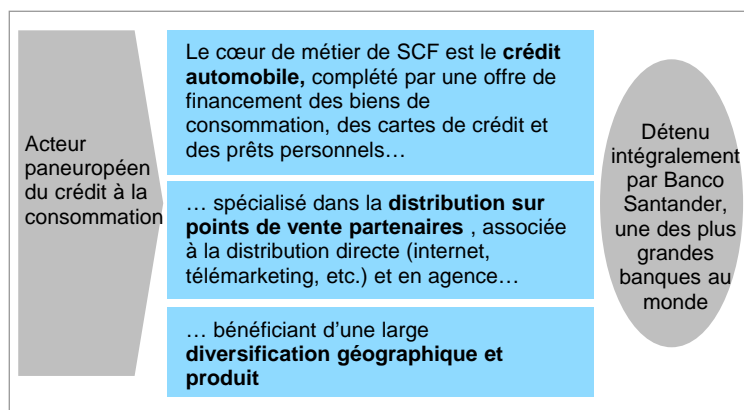 Acteur
paneuropéen
du crédit à la
consommation
Le cœur de métier de SCF est le crédit
automobile, complété par une offre de
financement des biens de
consommation, des cartes de crédit et
des prêts personnels…
… spécialisé dans la distribution sur
points de vente partenaires , associée
à la distribution directe (internet,
télémarketing, etc.) et en agence…
… bénéficiant d’une large
diversification géographique et
produit
Détenu
intégralement
par Banco
Santander,
une des plus
grandes
banques au
monde